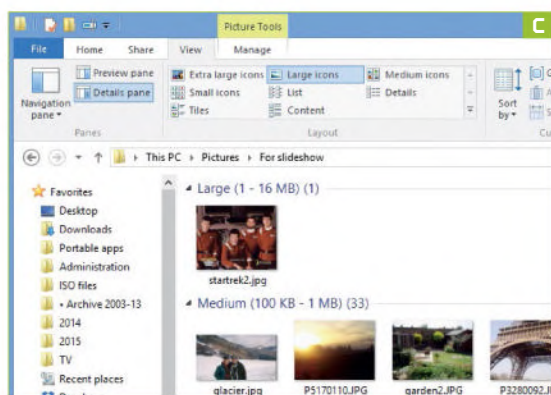 Picture Tools
C
File Home Share View Manage
Preview pane
Details pane
Navigation pane
Panes
Extra large icons Large icons Medium icons
Small icons List Details
Tiles Content
Layout
Sort by
This PC Pictures For slideshow
Favorites
Desktop
Downloads
Portable apps
Administration
ISO files
• Archive 2003-13
2014
2015
TV
Recent places
Large (1 - 16 MB) (1)
startrek2.jpg
Medium (100 KB - 1 MB) (33)
glacier.jpg P5170110.JPG garden2.JPG